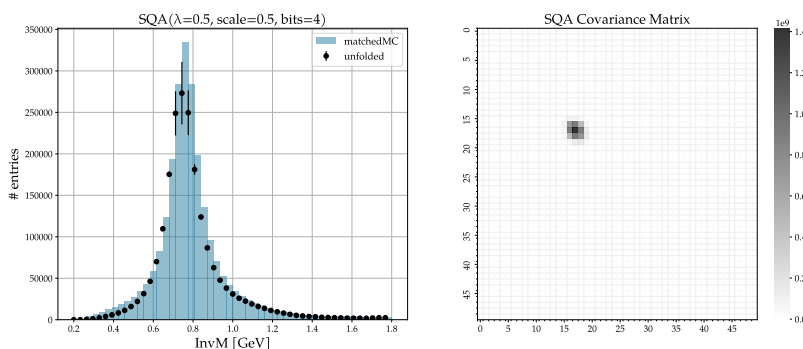 SQA(λ=0.5, scale=0.5, bits=4)
matchedMC
unfolded
350000
300000
250000
200000
150000
100000
50000
0
# entries
0.2 0.4 0.6 0.8 1.0 1.2 1.4 1.6 1.8
InvM [GeV]
SQA Covariance Matrix
0
5
10
15
20
25
30
35
40
45
0 5 10 15 20 25 30 35 40 45
1e9